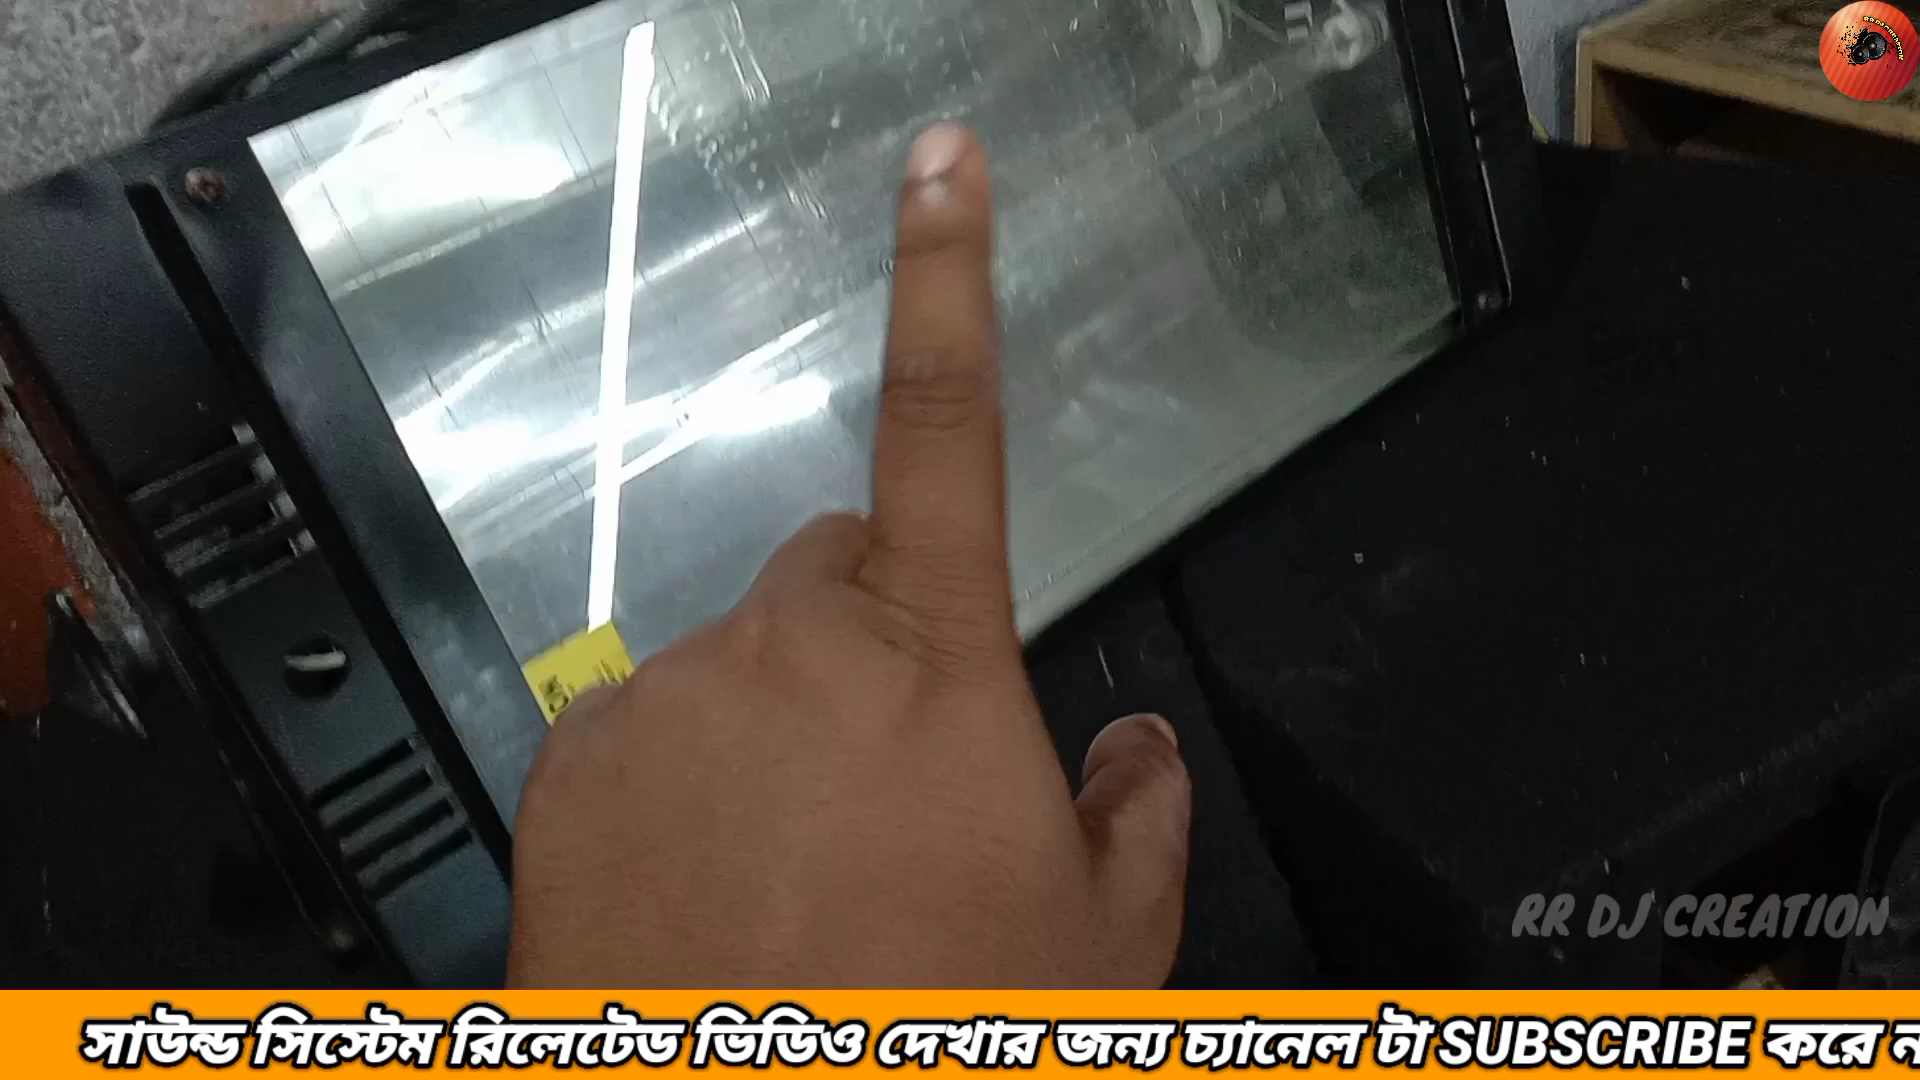 RR DJ CREATION
সাউন্ড সিস্টেম রিলেটেড ভিডিও দেখার জন্য চ্যানেল টা SUBSCRIBE করে